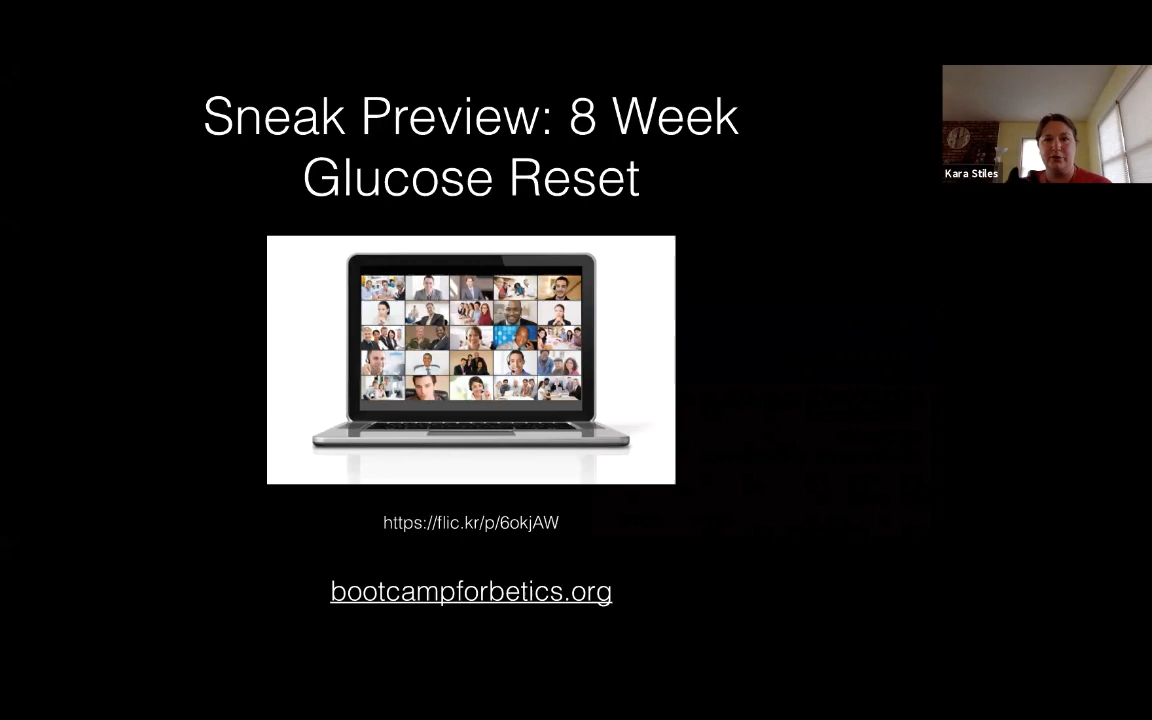 Sneak Preview: 8 Week
Glucose Reset
Kara Stiles
https://flic.kr/p/6okjAW
bootcampforbetics.org